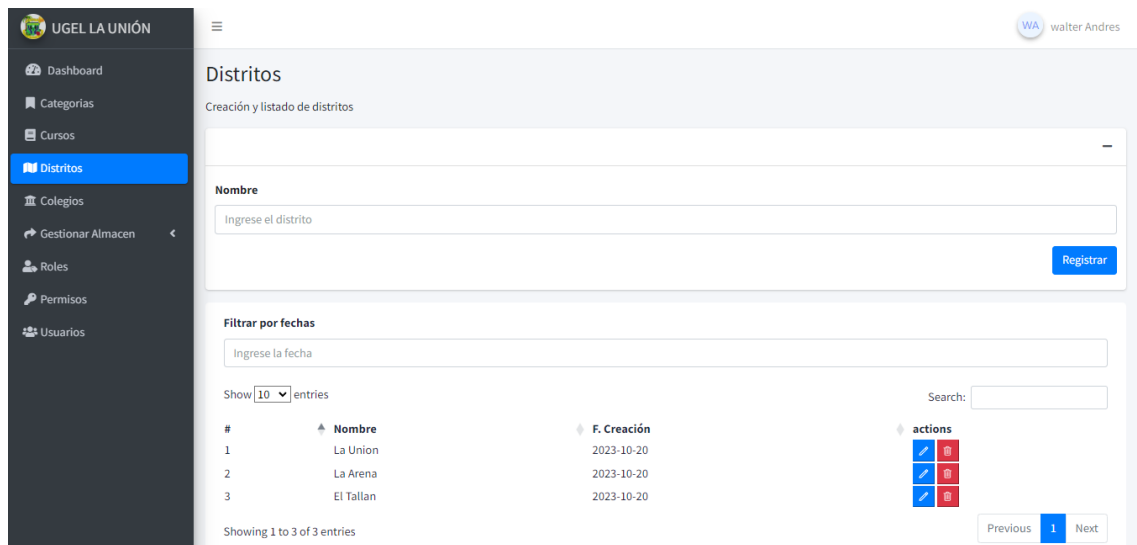 UGEL LA UNIÓN
WA walter Andres
Dashboard
Categorias
Cursos
Distritos
Colegios
Gestionar Almacen
Roles
Permisos
Usuarios
Distritos
Creación y listado de distritos
Nombre
Ingrese el distrito
Registrar
Filtrar por fechas
Ingrese la fecha
Show 10 entries
Search:
# Nombre F. Creación actions
1 La Union 2023-10-20
2 La Arena 2023-10-20
3 El Tallan 2023-10-20
Showing 1 to 3 of 3 entries
Previous 1 Next